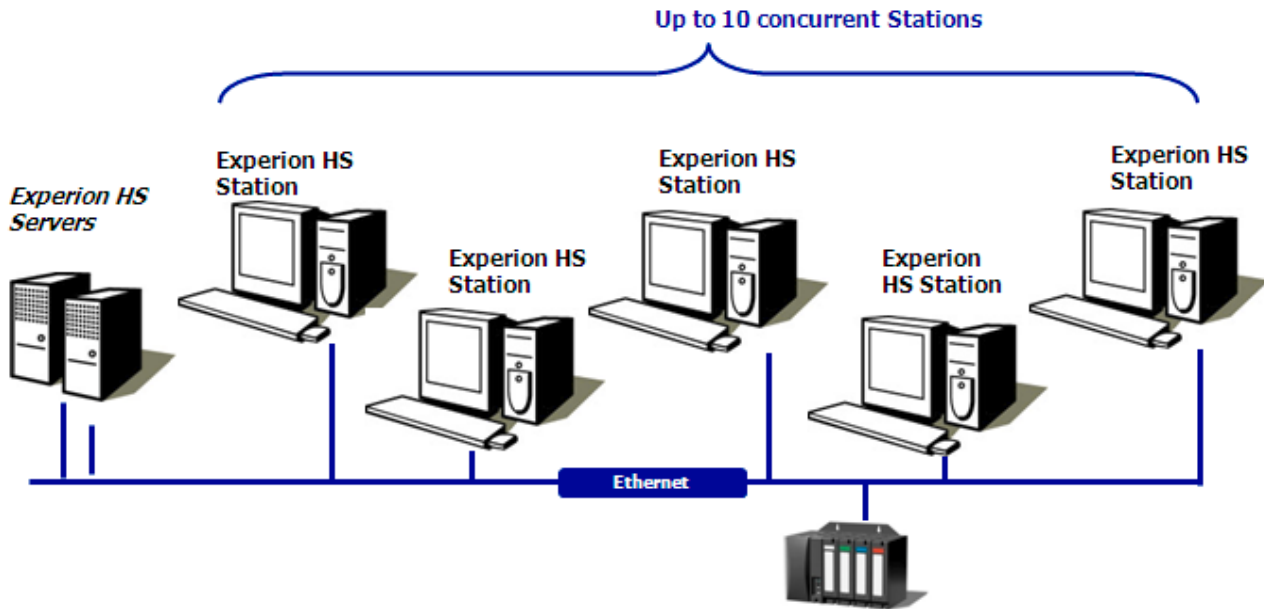 Up to 10 concurrent Stations
Experion HS
Servers
Experion HS
Station
Experion HS
Station
Experion HS
Station
Experion
HS Station
Experion HS
Station
Ethernet